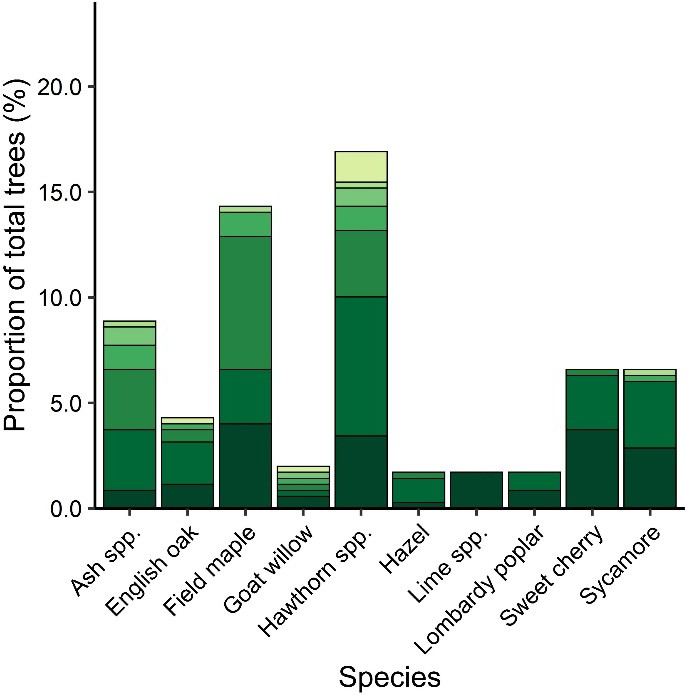 Proportion of total trees (%)
20.0
15.0
10.0
5.0
0.0
Ash spp.
English oak
Field maple
Goat willow
Hawthorn spp.
Hazel
Lime spp.
Lombardy poplar
Sweet cherry
Sycamore
Species